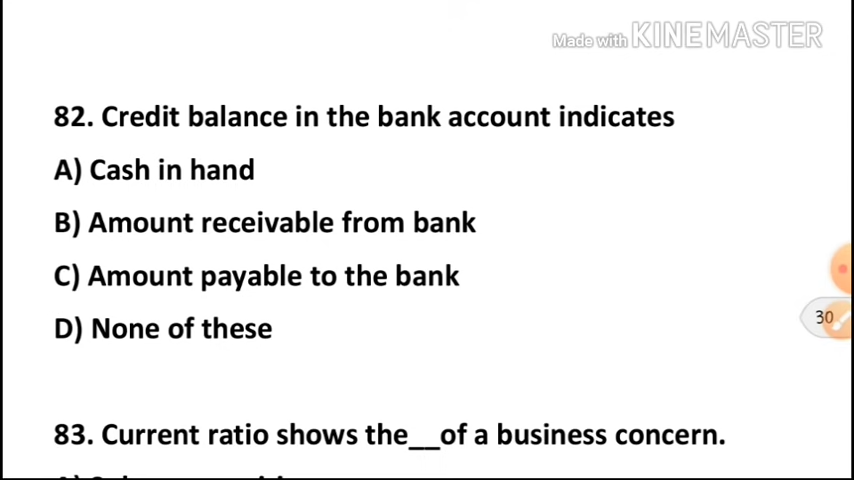 Made with KINEMASTER
82. Credit balance in the bank account indicates
A) Cash in hand
B) Amount receivable from bank
C) Amount payable to the bank
D) None of these
30
83. Current ratio shows the__of a business concern.